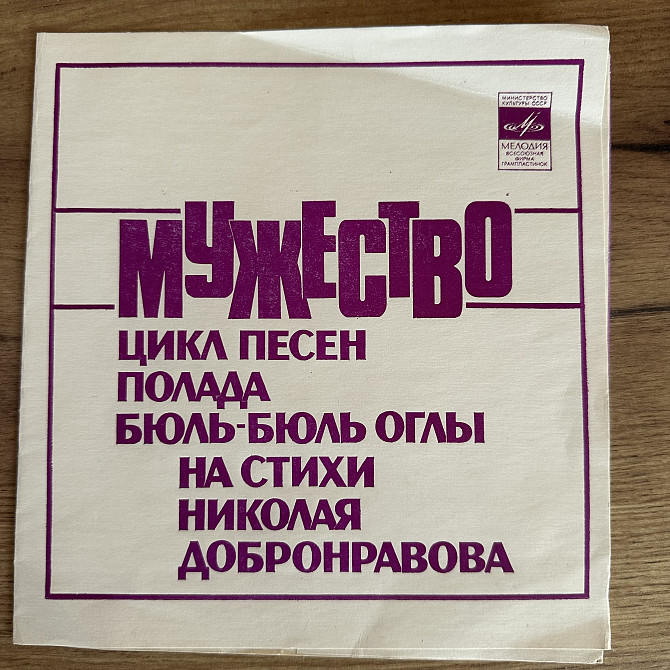 МИНИСТЕРСТВО
КУЛЬТУРЫ СССР
МЕЛОДИЯ
ВСЕСОЮЗНАЯ
ФИРМА
ГРАМПЛАСТИНОК
МУЖЕСТВО
ЦИКЛ ПЕСЕН
ПОЛАДА
БЮЛЬ-БЮЛЬ ОГЛЫ
НА СТИХИ
НИКОЛАЯ
ДОБРОНРАВОВА